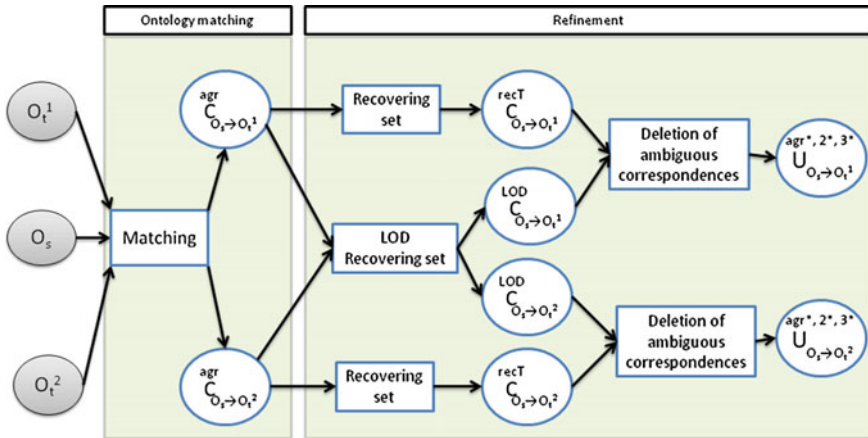 Ontology matching
Refinement
O_t^1
O_s
O_t^2
Matching
agr
C_{O_s→O_t^1}
agr
C_{O_s→O_t^2}
Recovering
set
recT
C_{O_s→O_t^1}
LOD
Recovering set
LOD
C_{O_s→O_t^1}
LOD
C_{O_s→O_t^2}
Recovering
set
recT
C_{O_s→O_t^2}
Deletion of
ambiguous
correspondences
agr*, 2*, 3*
U_{O_s→O_t^1}
Deletion of
ambiguous
correspondences
agr*, 2*, 3*
U_{O_s→O_t^2}